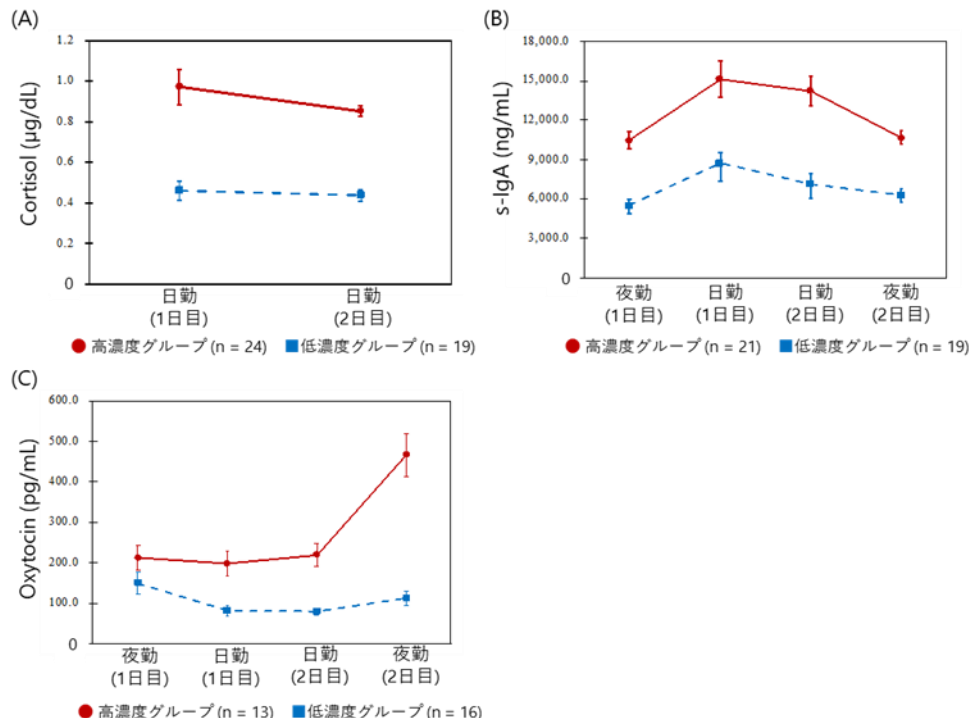 (A)
1.2
1.0
0.8
0.6
0.4
0.2
0
Cortisol (μg/dL)
日勤 日勤
(1日目) (2日目)
高濃度グループ (n = 24) 低濃度グループ (n = 19)
(B)
18,000.0
15,000.0
12,000.0
9,000.0
6,000.0
3,000.0
0
s-IgA (ng/mL)
夜勤 日勤 日勤 夜勤
(1日目) (1日目) (2日目) (2日目)
高濃度グループ (n = 21) 低濃度グループ (n = 19)
(C)
600.0
500.0
400.0
300.0
200.0
100.0
0
Oxytocin (pg/mL)
夜勤 日勤 日勤 夜勤
(1日目) (1日目) (2日目) (2日目)
高濃度グループ (n = 13) 低濃度グループ (n = 16)